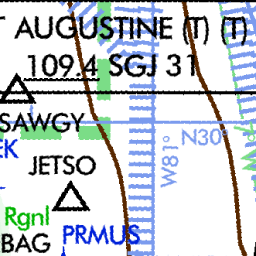 T AUGUSTINE (T) (T)
109.4 SGJ 31
SAWGY
EK
N30
W81°
JETSO
Rgnl
BAG
PRMUS